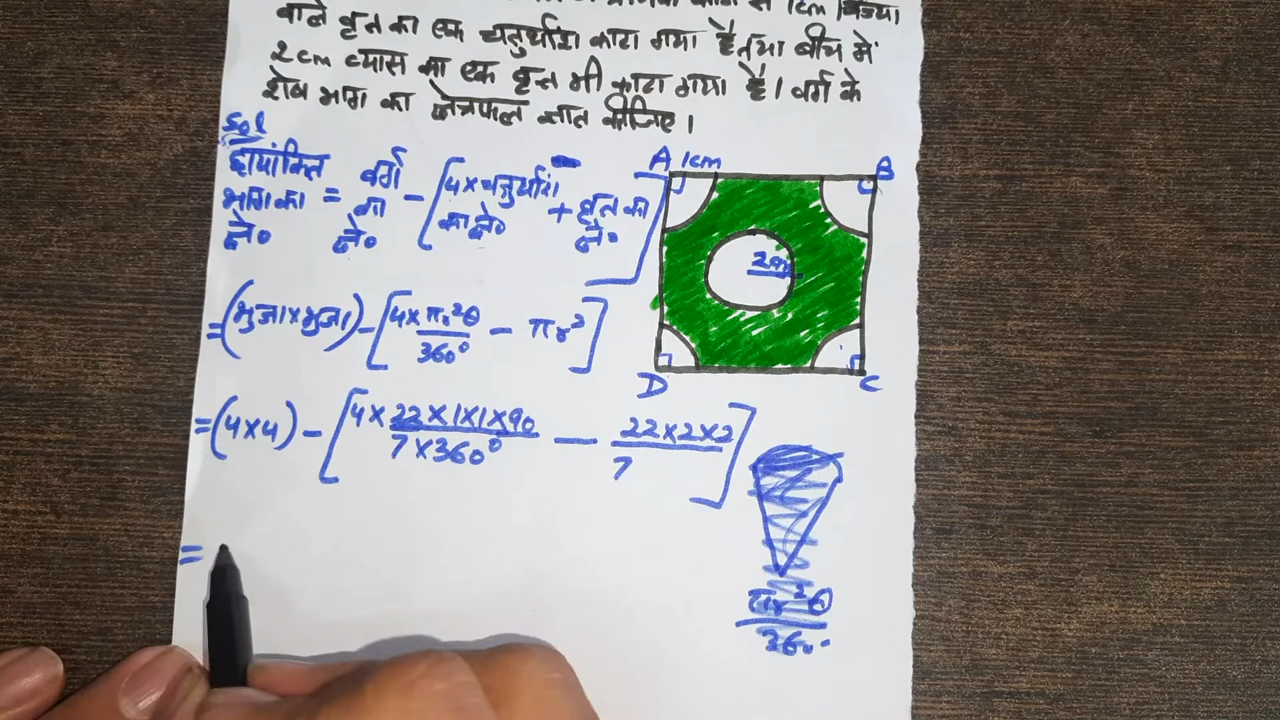 से 1cm त्रिज्या
वाले वृत्त का एक चतुर्थांश काटा गया है तथा बीच में
2cm व्यास का एक वृत्त भी काटा गया है। वर्ग के
शेष भाग का क्षेत्रफल ज्ञात कीजिए।
Sol
छायांकित भाग का क्षे० = वर्ग का क्षे० - [4×चतुर्थांश का क्षे० + वृत्त का क्षे०]
=(भुजा×भुजा)-[4×πr²θ/360° - πr²]
=(4×4)-[4×22×1×1×90/7×360° — 22×2×2/7]
=
A 1cm B
2cm
D C
πr²θ/360°